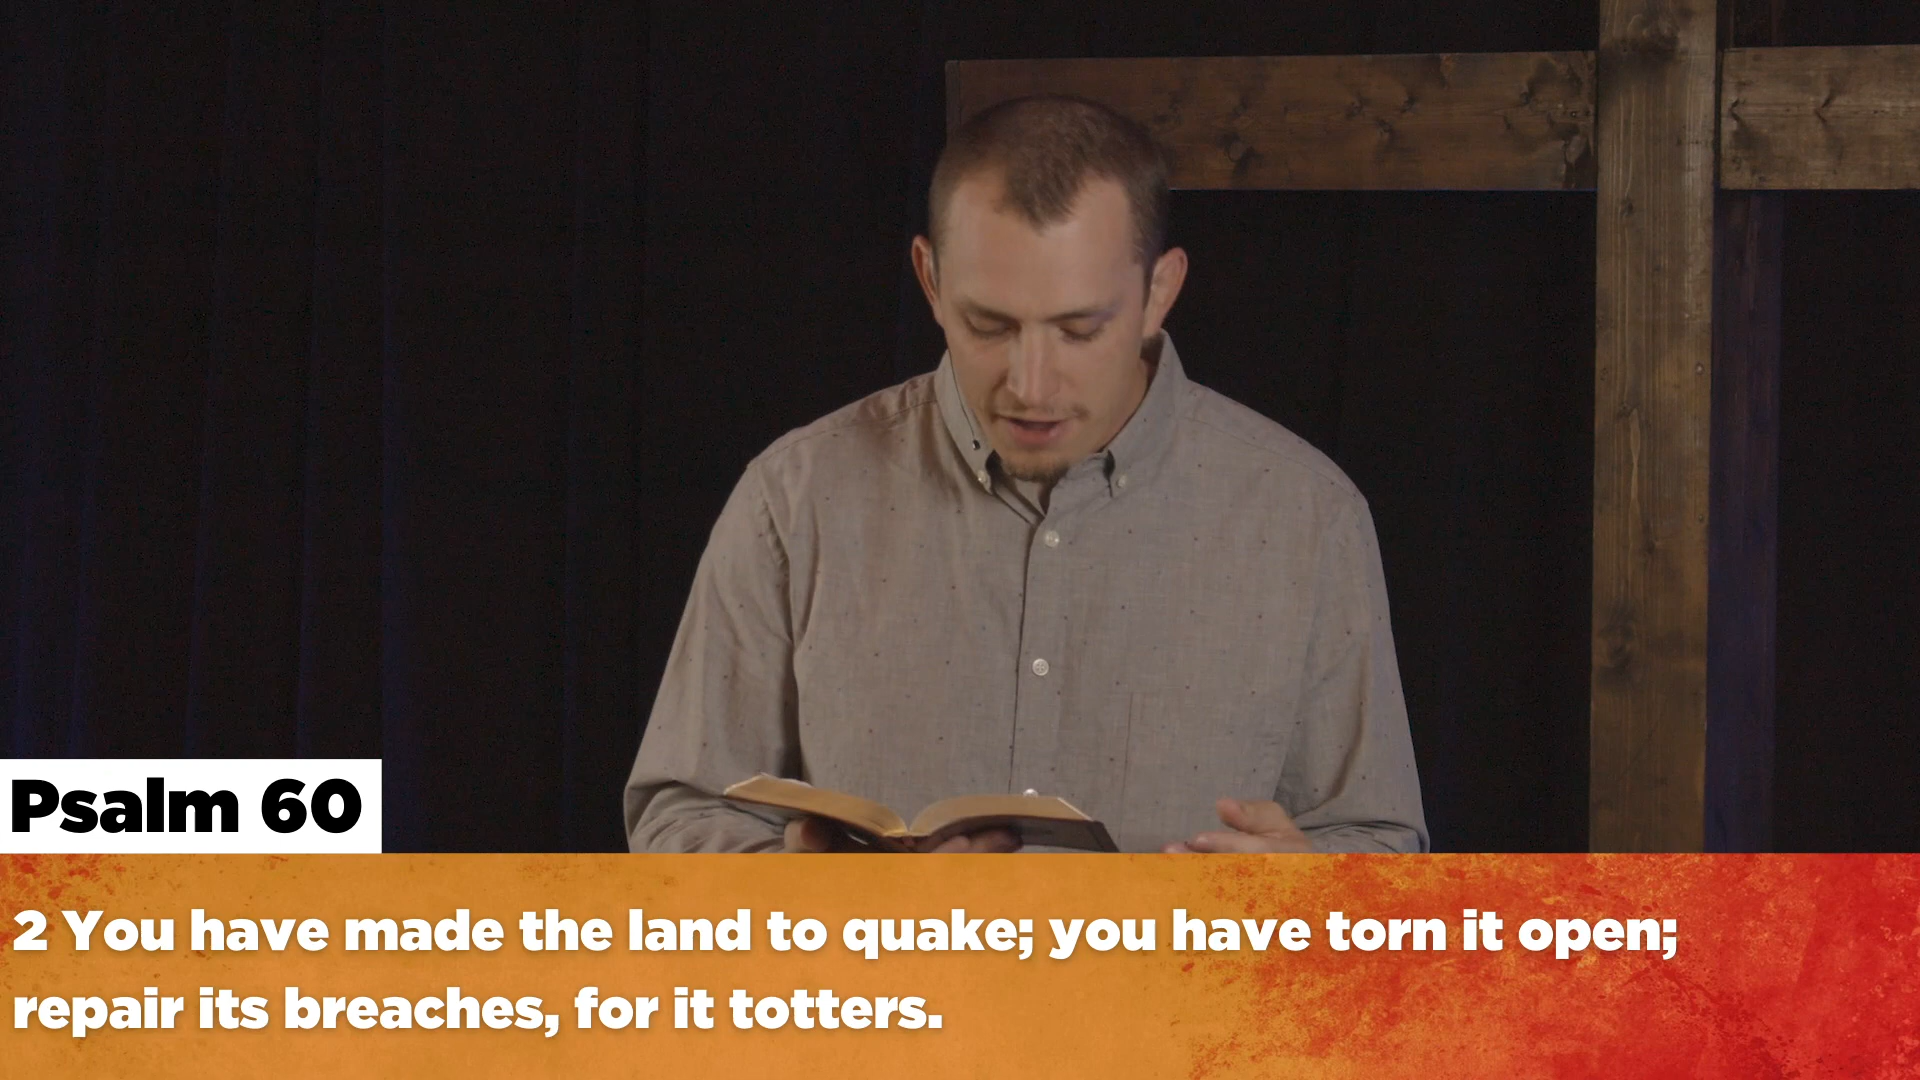 Psalm 60
2 You have made the land to quake; you have torn it open;
repair its breaches, for it totters.